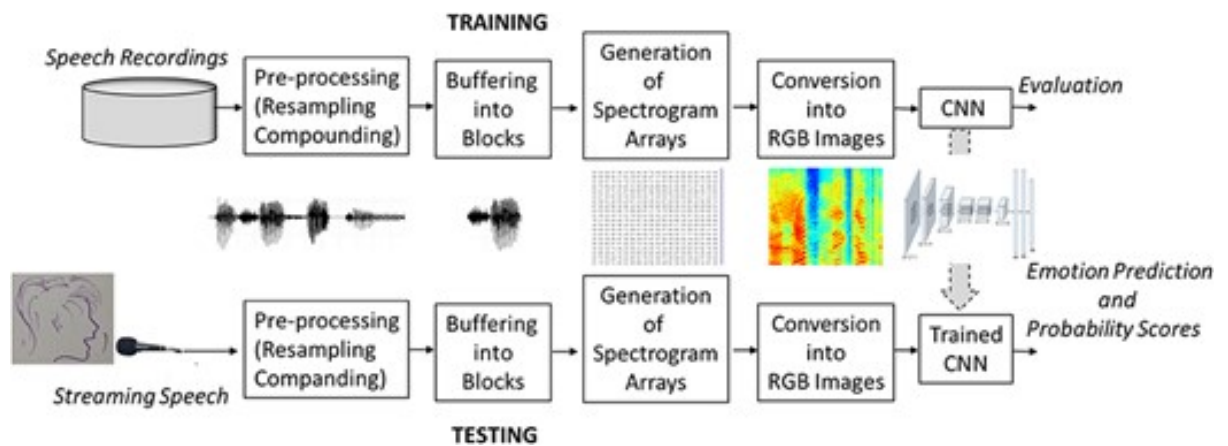 TRAINING
Speech Recordings
Pre-processing
(Resampling
Compounding)
Buffering
into
Blocks
Generation
of
Spectrogram
Arrays
Conversion
into
RGB Images
CNN
Evaluation
Streaming Speech
Pre-processing
(Resampling
Companding)
Buffering
into
Blocks
Generation
of
Spectrogram
Arrays
Conversion
into
RGB Images
Trained
CNN
Emotion Prediction
and
Probability Scores
TESTING